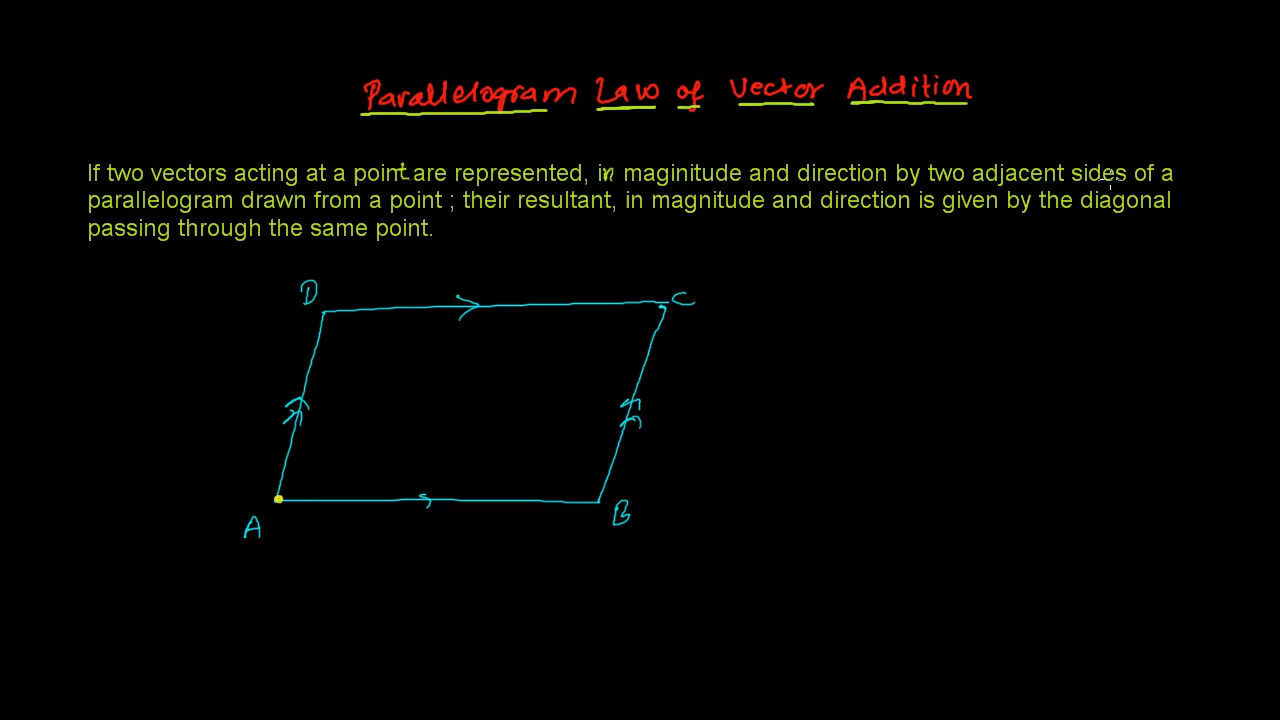 Parallelogram Law of Vector Addition
If two vectors acting at a point are represented, in maginitude and direction by two adjacent sides of a
parallelogram drawn from a point ; their resultant, in magnitude and direction is given by the diagonal
passing through the same point.
D
C
A
B